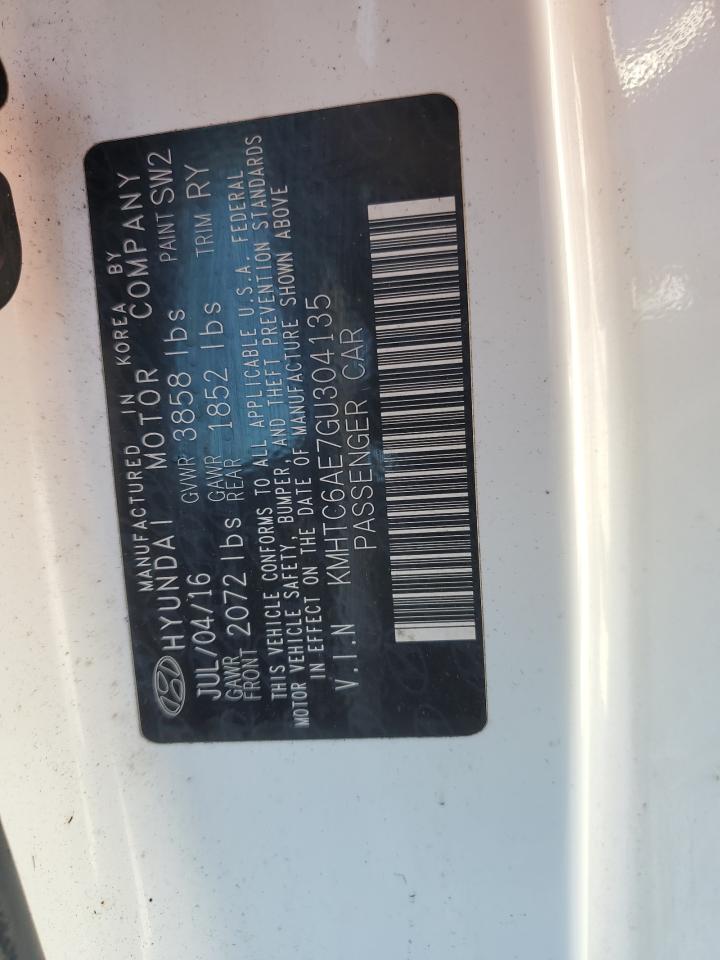 MANUFACTURED IN KOREA BY
HYUNDAI MOTOR COMPANY
JUL/04/16 GVWR 3858 lbs PAINT SW2
GAWR FRONT 2072 lbs GAWR REAR 1852 lbs TRIM RY
THIS VEHICLE CONFORMS TO ALL APPLICABLE U.S.A. FEDERAL
MOTOR VEHICLE SAFETY, BUMPER, AND THEFT PREVENTION STANDARDS
IN EFFECT ON THE DATE OF MANUFACTURE SHOWN ABOVE
V.I.N KMHTC6AE7GU304135
PASSENGER CAR